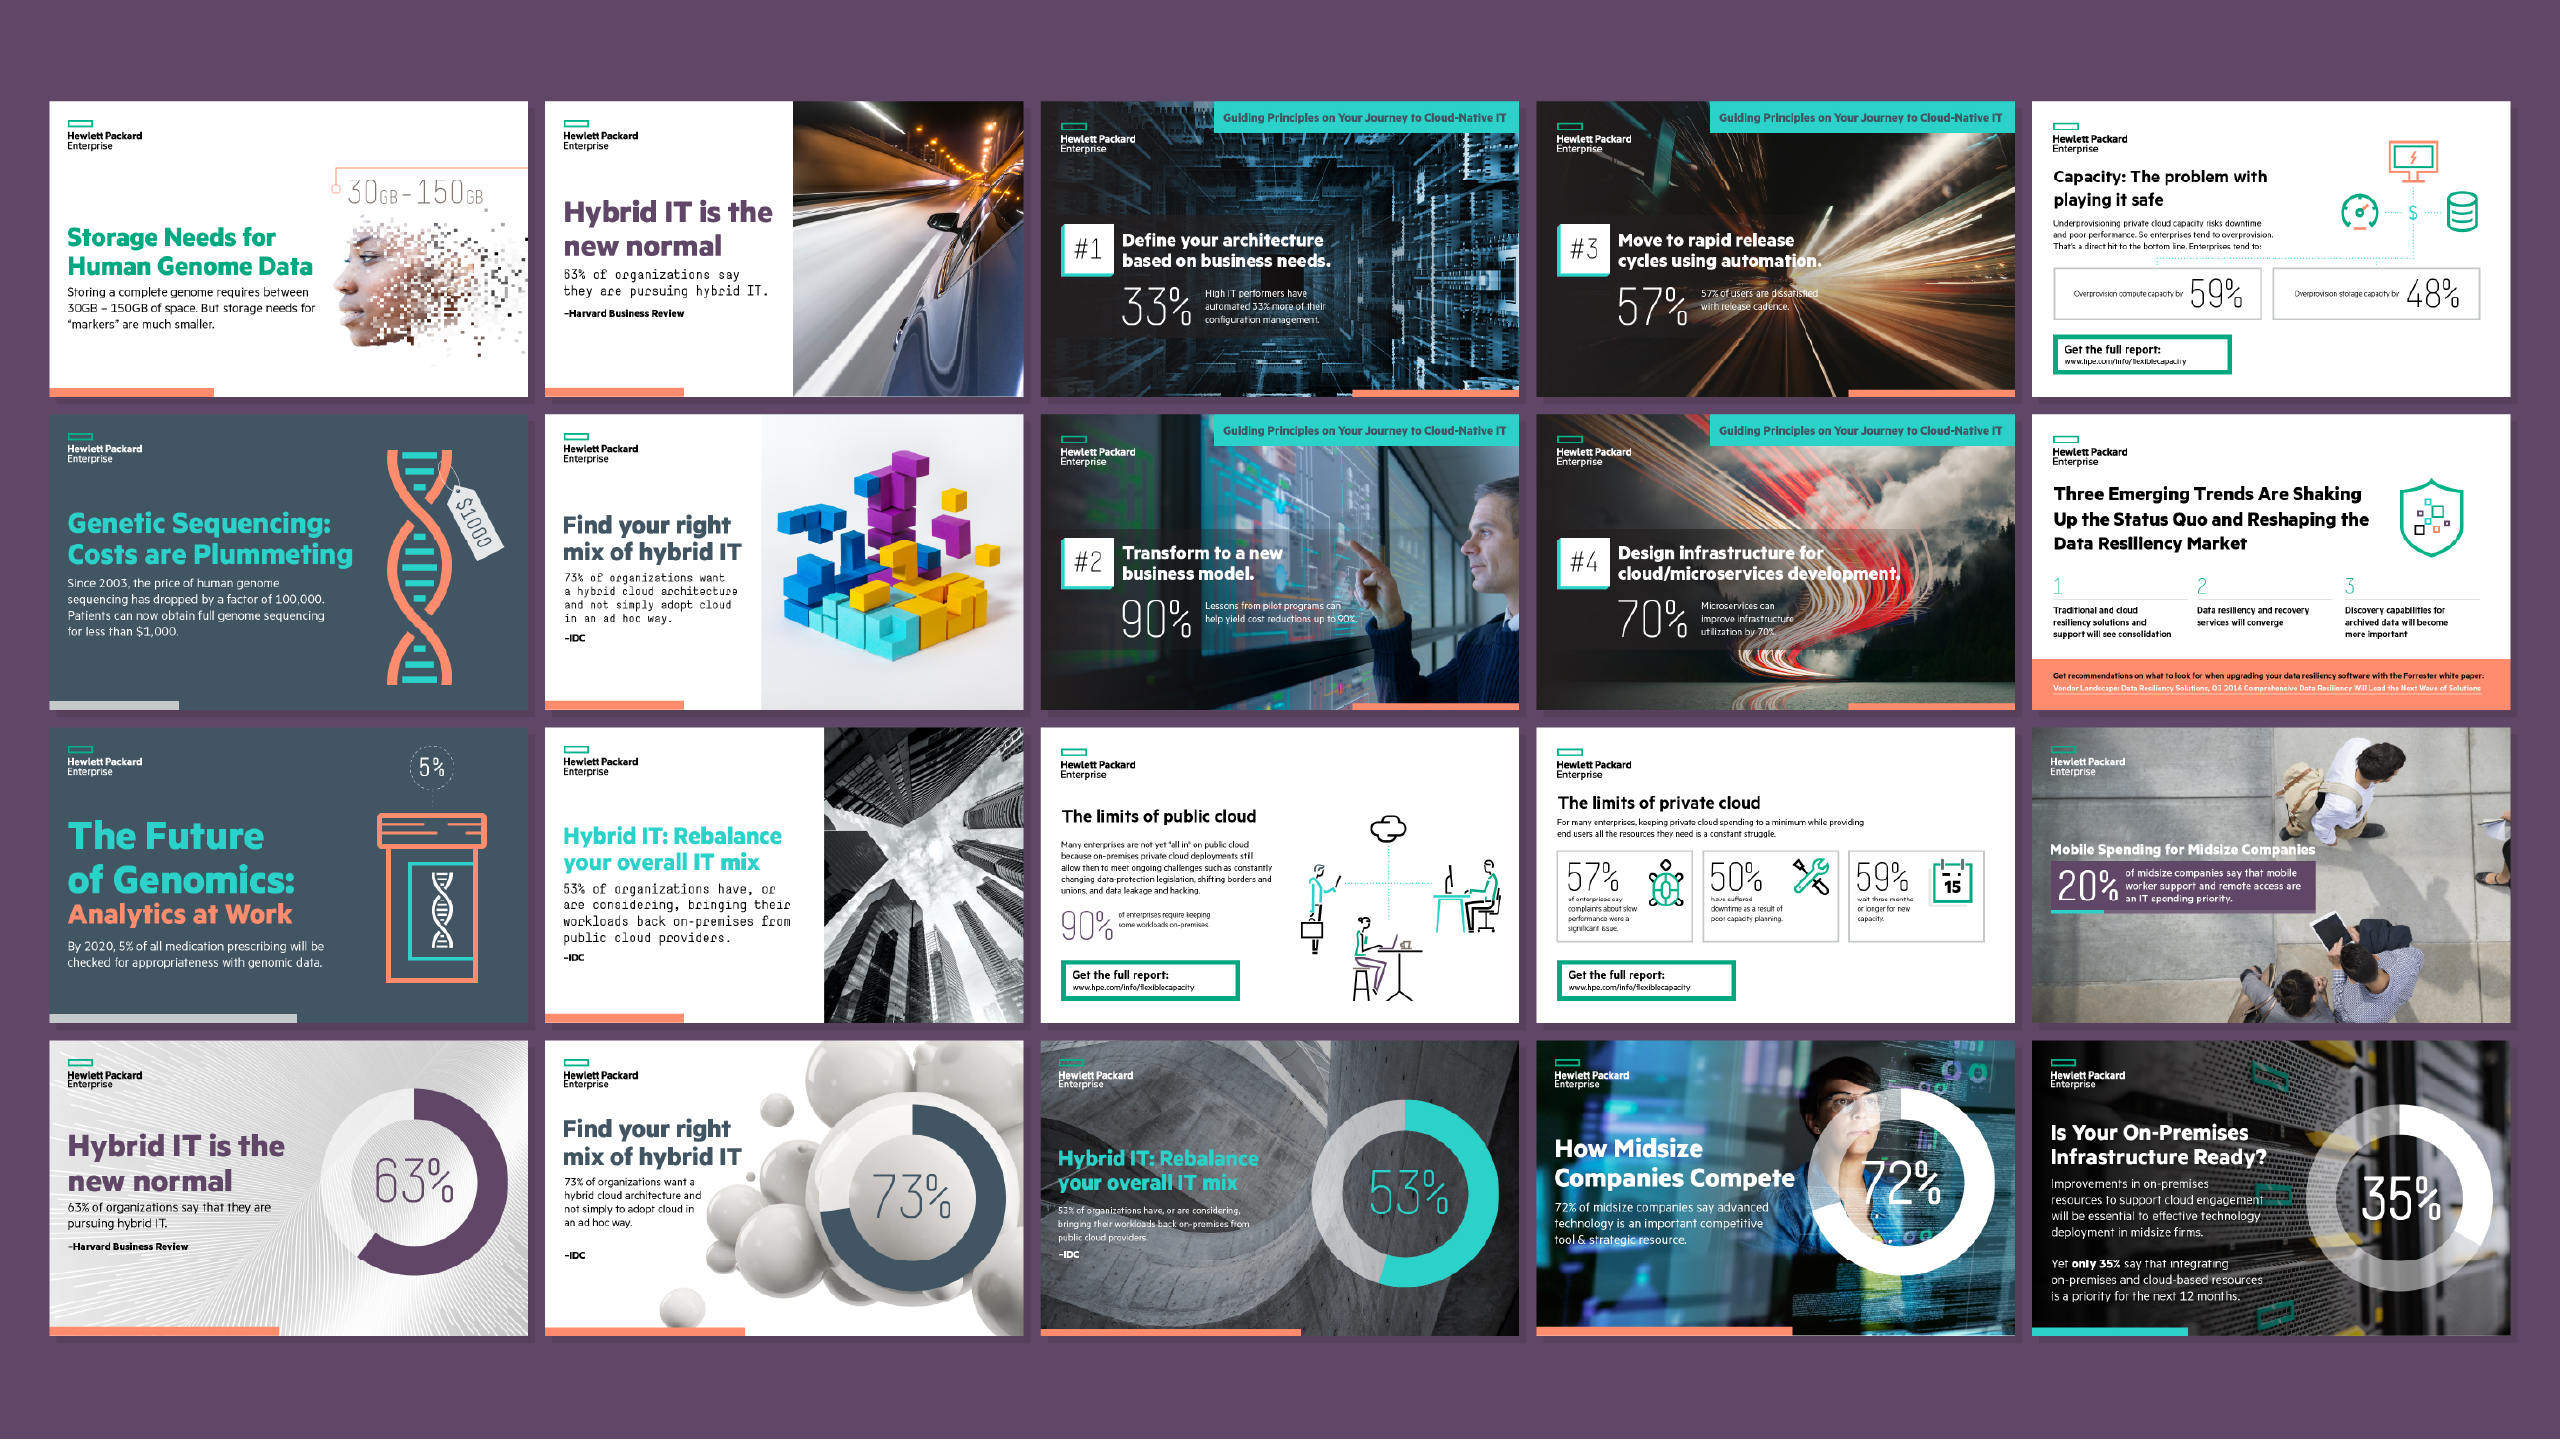 Hewlett Packard
Enterprise
30GB – 150GB
Storage Needs for
Human Genome Data
Storing a complete genome requires between
30GB – 150GB of space. But storage needs for
“markers” are much smaller.
Hewlett Packard
Enterprise
Hybrid IT is the
new normal
63% of organizations say
they are pursuing hybrid IT.
–Harvard Business Review
Guiding Principles on Your Journey to Cloud-Native IT
Hewlett Packard
Enterprise
#1
Define your architecture
based on business needs.
33%
High IT performers have
automated 33% more of their
configuration management.
Guiding Principles on Your Journey to Cloud-Native IT
Hewlett Packard
Enterprise
#3
Move to rapid release
cycles using automation.
57%
57% of users are dissatisfied
with release cadence.
Hewlett Packard
Enterprise
Capacity: The problem with
playing it safe
Underprovisioning private cloud capacity risks downtime
and poor performance. So enterprises tend to overprovision.
That's a direct hit to the bottom line. Enterprises tend to:
$
Overprovision compute capacity by 59%
Overprovision storage capacity by 48%
Get the full report:
www.hpe.com/info/flexiblecapacity
Hewlett Packard
Enterprise
Genetic Sequencing:
Costs are Plummeting
Since 2003, the price of human genome
sequencing has dropped by a factor of 100,000.
Patients can now obtain full genome sequencing
for less than $1,000.
$1000
Hewlett Packard
Enterprise
Find your right
mix of hybrid IT
73% of organizations want
a hybrid cloud architecture
and not simply adopt cloud
in an ad hoc way.
–IDC
Guiding Principles on Your Journey to Cloud-Native IT
Hewlett Packard
Enterprise
#2
Transform to a new
business model.
90%
Lessons from pilot programs can
help yield cost reductions up to 90%.
Guiding Principles on Your Journey to Cloud-Native IT
Hewlett Packard
Enterprise
#4
Design infrastructure for
cloud/microservices development.
70%
Microservices can
improve infrastructure
utilization by 70%.
Hewlett Packard
Enterprise
Three Emerging Trends Are Shaking
Up the Status Quo and Reshaping the
Data Resiliency Market
1
Traditional and cloud
resiliency solutions and
support will see consolidation
2
Data resiliency and recovery
services will converge
3
Discovery capabilities for
archived data will become
more important
Get recommendations on what to look for when upgrading your data resiliency software with the Forrester white paper:
Vendor Landscape: Data Resiliency Solutions, Q3 2016 Comprehensive Data Resiliency Will Lead the Next Wave of Solutions
Hewlett Packard
Enterprise
5%
The Future
of Genomics:
Analytics at Work
By 2020, 5% of all medication prescribing will be
checked for appropriateness with genomic data.
Hewlett Packard
Enterprise
Hybrid IT: Rebalance
your overall IT mix
53% of organizations have, or
are considering, bringing their
workloads back on-premises from
public cloud providers.
–IDC
Hewlett Packard
Enterprise
The limits of public cloud
Many enterprises are not yet "all in" on public cloud
because on-premises private cloud deployments still
allow then to meet ongoing challenges such as constantly
changing data-protection legislation, shifting borders and
unions, and data leakage and hacking.
90%
of enterprises require keeping
some workloads on-premises.
Get the full report:
www.hpe.com/info/flexiblecapacity
Hewlett Packard
Enterprise
The limits of private cloud
For many enterprises, keeping private cloud spending to a minimum while providing
end users all the resources they need is a constant struggle.
57%
of enterprises say
complaints about slow
performance were a
significant issue.
50%
have suffered
downtime as a result of
poor capacity planning.
59%
wait three months
or longer for new
capacity.
15
Get the full report:
www.hpe.com/info/flexiblecapacity
Hewlett Packard
Enterprise
Mobile Spending for Midsize Companies
20%
of midsize companies say that mobile
worker support and remote access are
an IT spending priority.
Hewlett Packard
Enterprise
Hybrid IT is the
new normal
63% of organizations say that they are
pursuing hybrid IT.
–Harvard Business Review
63%
Hewlett Packard
Enterprise
Find your right
mix of hybrid IT
73% of organizations want a
hybrid cloud architecture and
not simply to adopt cloud in
an ad hoc way.
–IDC
73%
Hewlett Packard
Enterprise
Hybrid IT: Rebalance
your overall IT mix
53% of organizations have, or are considering,
bringing their workloads back on-premises from
public cloud providers.
–IDC
53%
Hewlett Packard
Enterprise
How Midsize
Companies Compete
72% of midsize companies say advanced
technology is an important competitive
tool & strategic resource.
72%
Hewlett Packard
Enterprise
Is Your On-Premises
Infrastructure Ready?
Improvements in on-premises
resources to support cloud engagement
will be essential to effective technology
deployment in midsize firms.
Yet only 35% say that integrating
on-premises and cloud-based resources
is a priority for the next 12 months.
35%